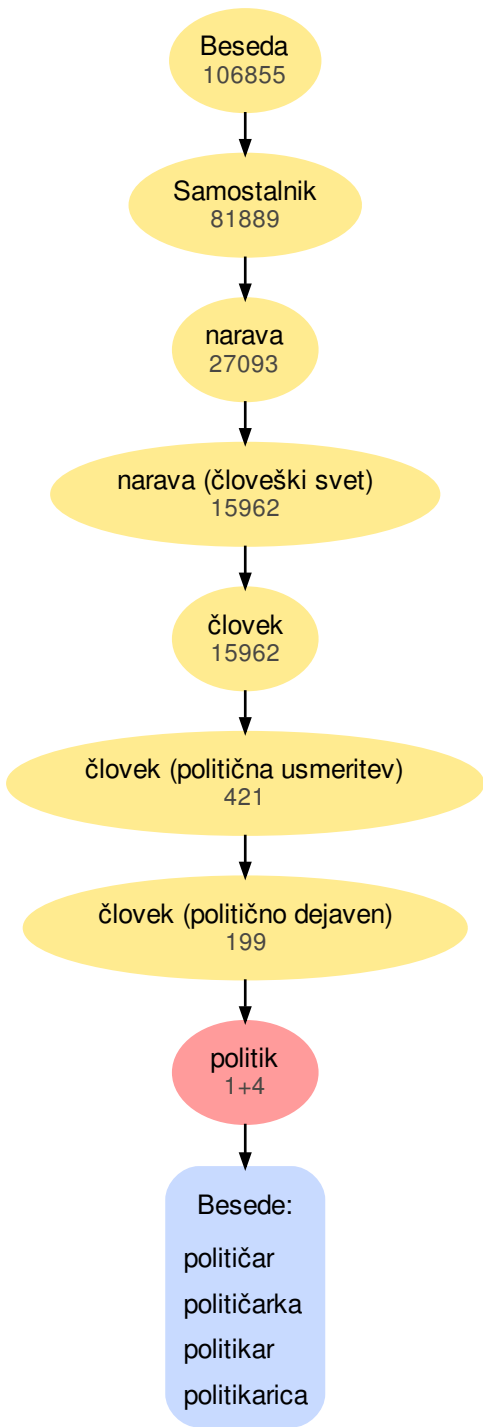 Beseda
106855
Samostalnik
81889
narava
27093
narava (človeški svet)
15962
človek
15962
človek (politična usmeritev)
421
človek (politično dejaven)
199
politik
1+4
Besede:
političar
političarka
politikar
politikarica